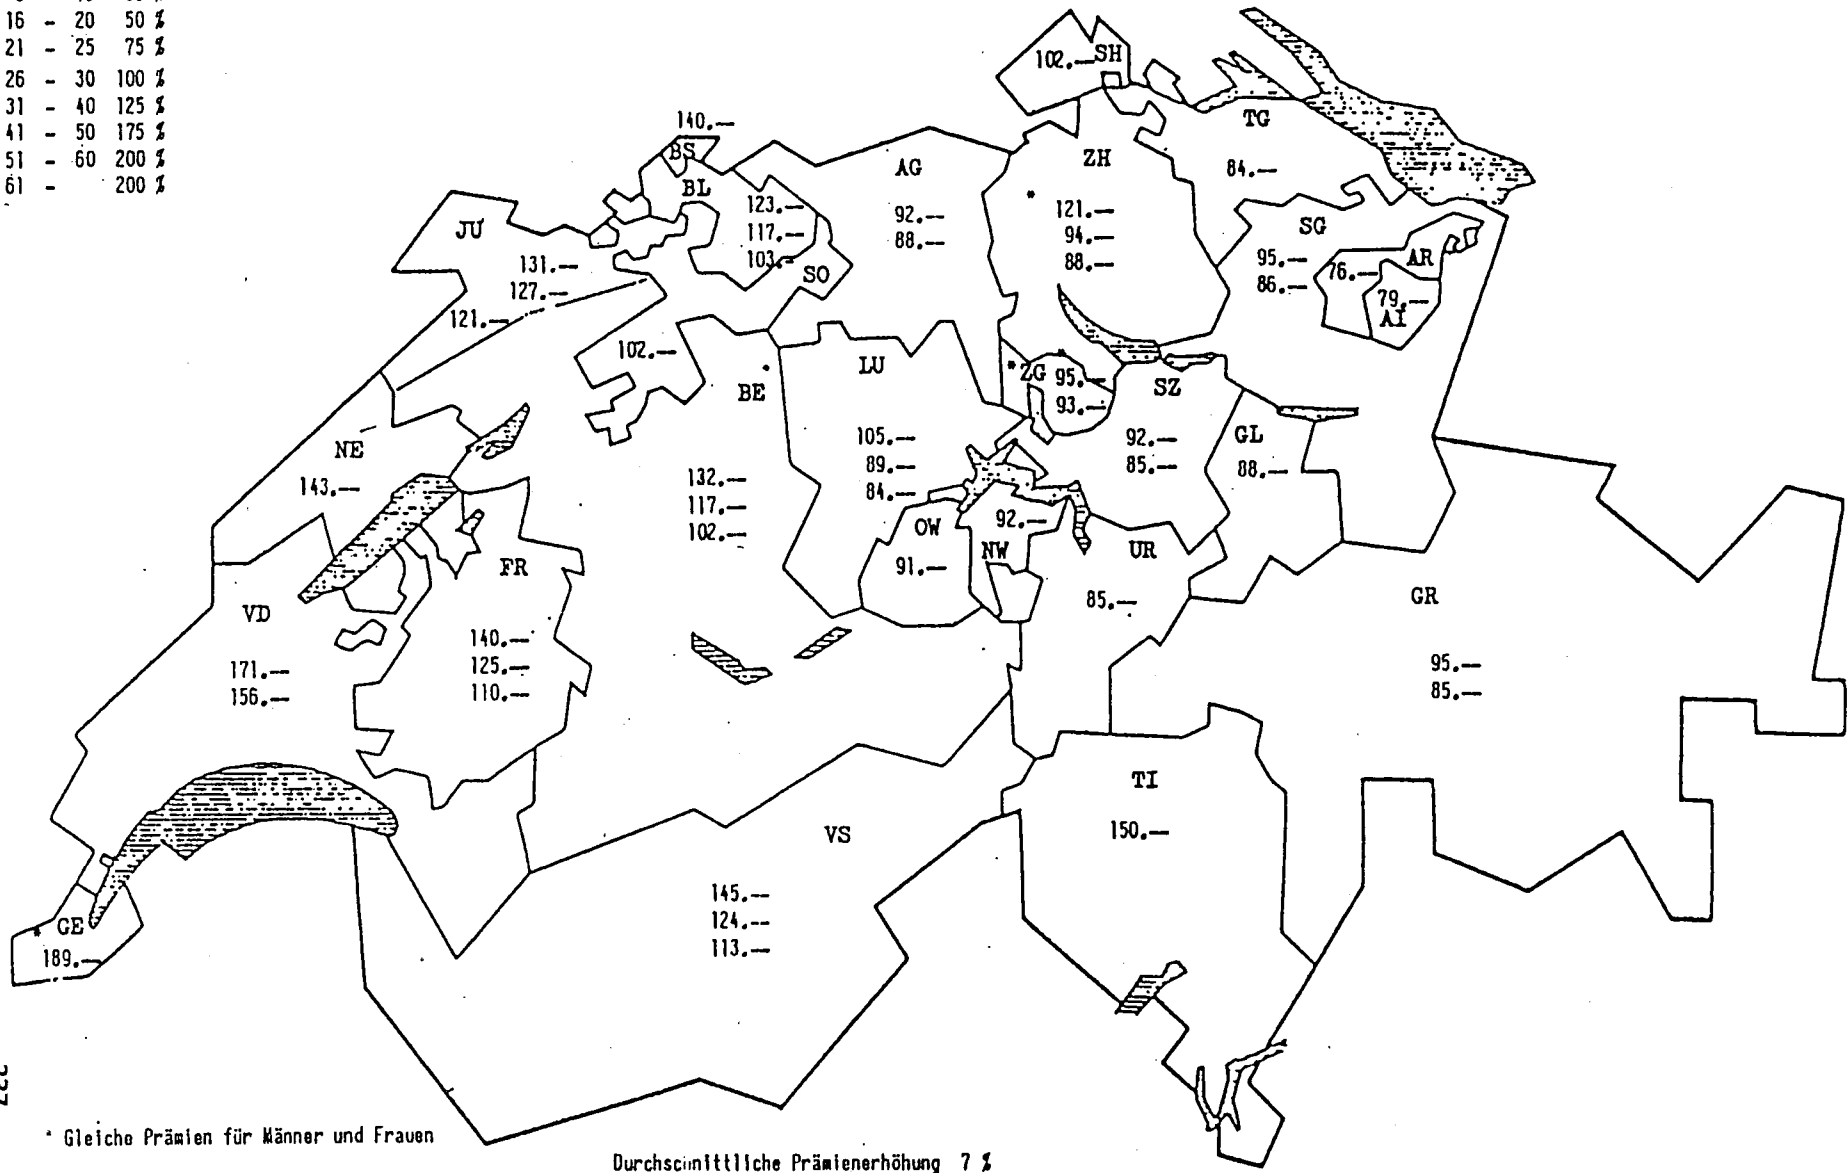 16 - 20 50 %
21 - 25 75 %
26 - 30 100 %
31 - 40 125 %
41 - 50 175 %
51 - 60 200 %
61 - 200 %
102.— SH
140.—
BS
BL
123.—
117.—
103.-
SO
AG
92.—
88.—
*
ZH
121.—
94.—
88.—
TG
84.—
SG
95.—
86.—
AR
76.—
79.—
AI
JU
131.—
127.—
121.—
102.—
BE
132.—
117.—
102.—
LU
105.—
89.—
84.—
* ZG
*
95.—
93.—
SZ
92.—
85.—
GL
88.—
NE
143.—
OW
91.—
92.—
NW
UR
85.—
GR
95.—
85.—
FR
140.—
125.—
110.—
VD
171.—
156.—
TI
150.—
VS
145.—
124.--
113.—
* GE
189.—
* Gleiche Prämien für Männer und Frauen
Durchschnittliche Prämienerhöhung 7 %